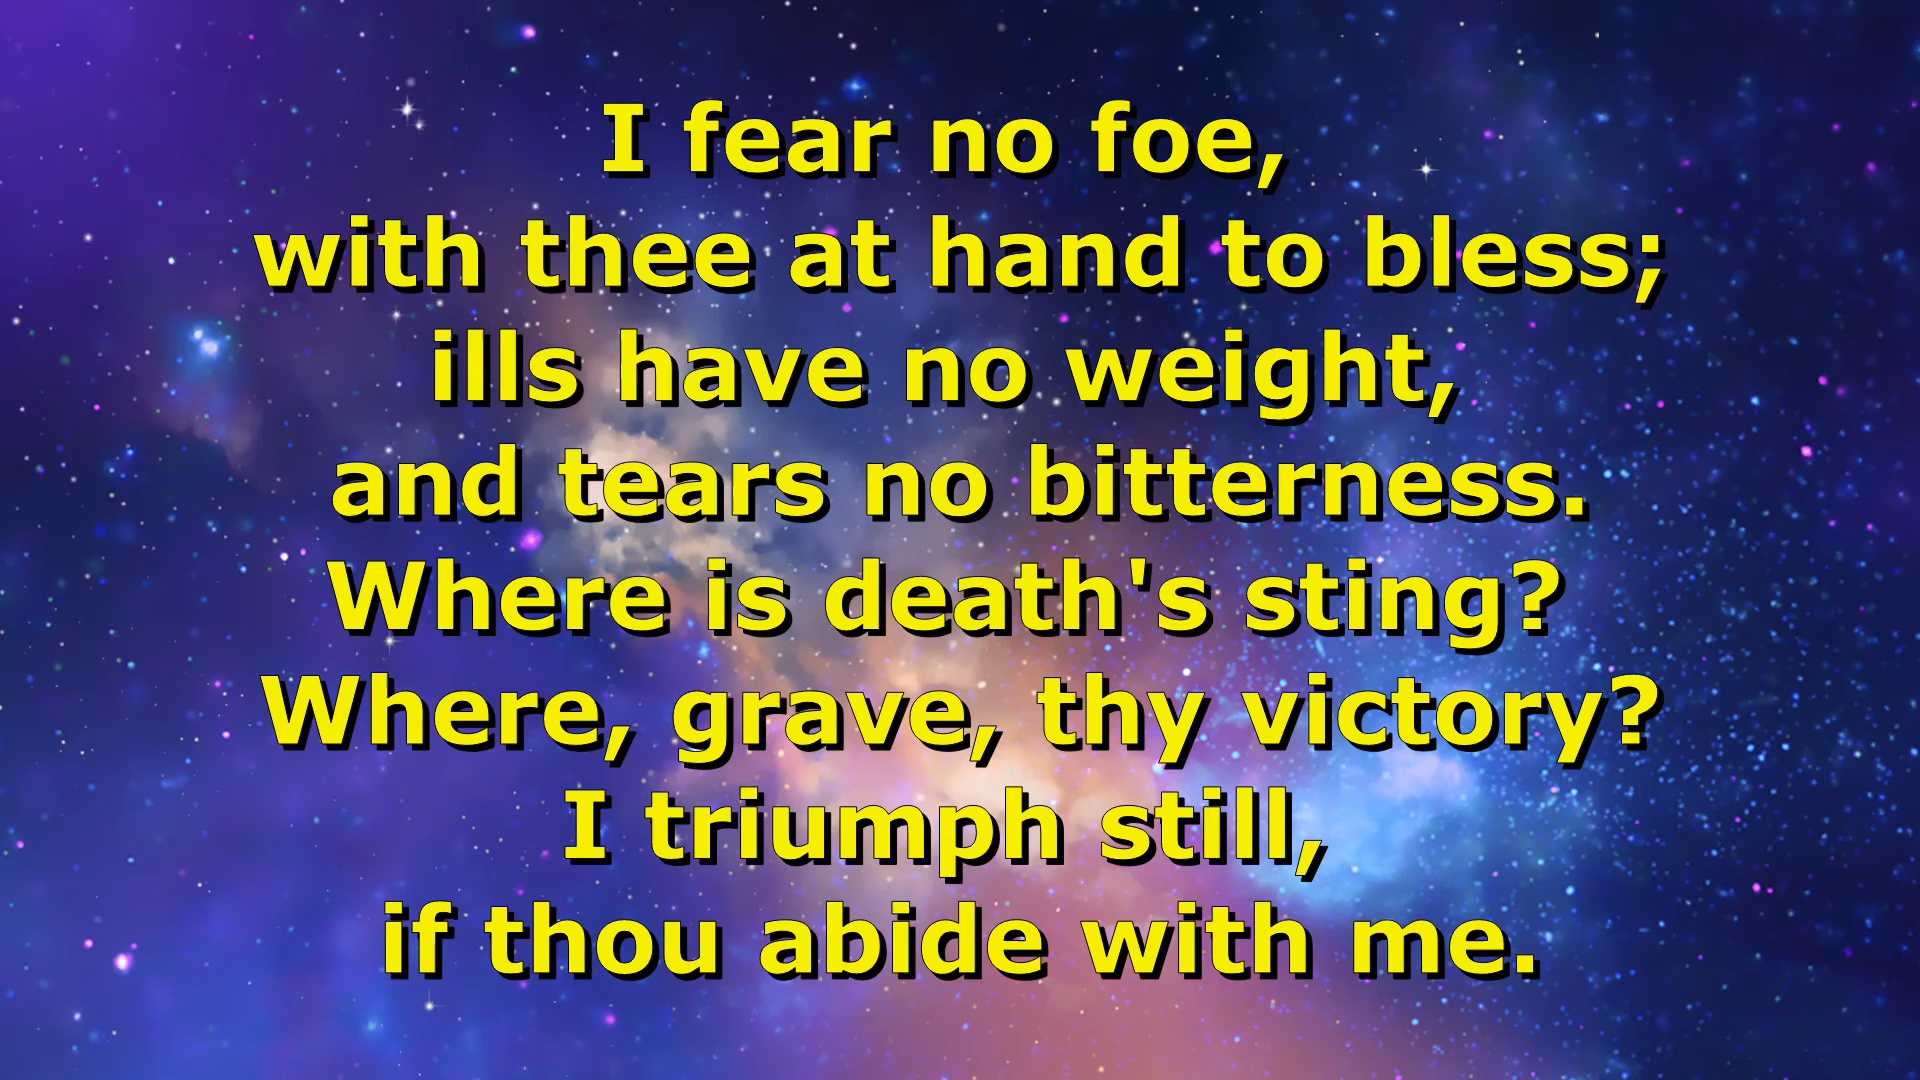 I fear no foe,
with thee at hand to bless;
ills have no weight,
and tears no bitterness.
Where is death's sting?
Where, grave, thy victory?
I triumph still,
if thou abide with me.